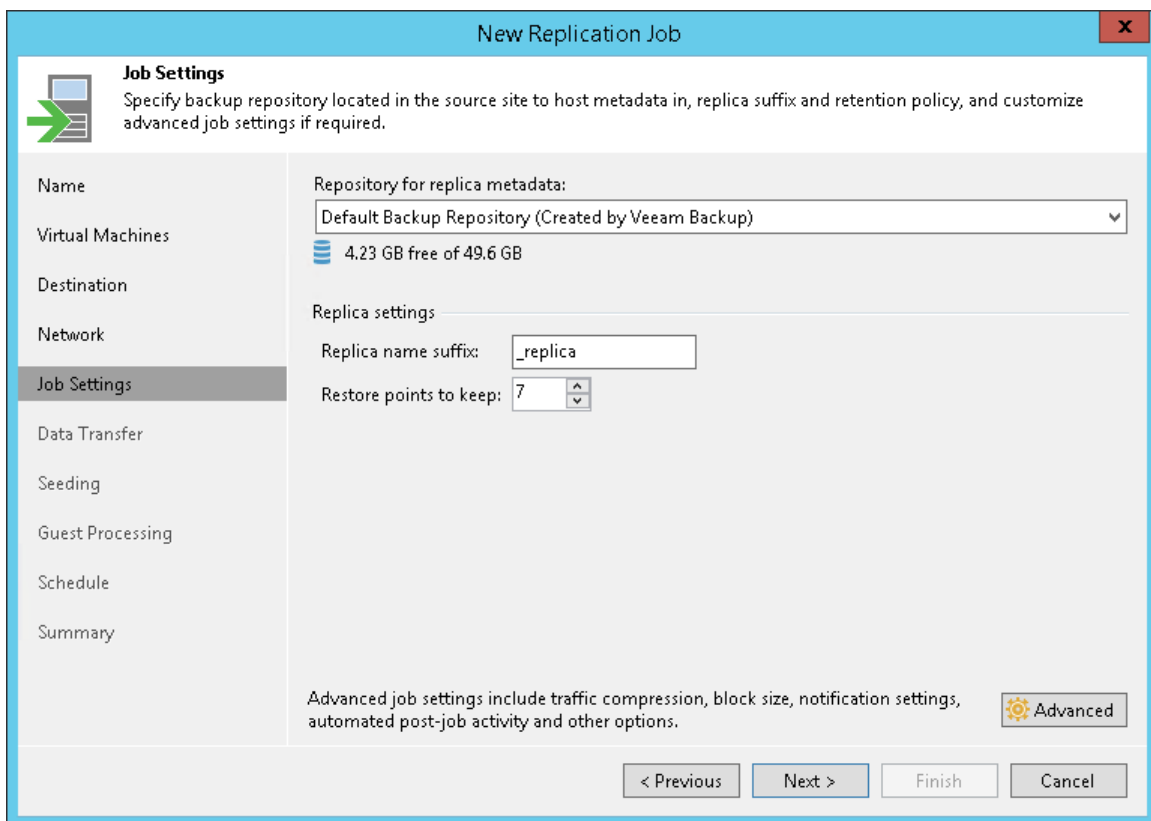 New Replication Job
x
Job Settings
Specify backup repository located in the source site to host metadata in, replica suffix and retention policy, and customize
advanced job settings if required.
Name
Virtual Machines
Destination
Network
Job Settings
Data Transfer
Seeding
Guest Processing
Schedule
Summary
Repository for replica metadata:
Default Backup Repository (Created by Veeam Backup)
4.23 GB free of 49.6 GB
Replica settings
Replica name suffix: _replica
Restore points to keep: 7
Advanced job settings include traffic compression, block size, notification settings,
automated post-job activity and other options.
Advanced
< Previous Next > Finish Cancel